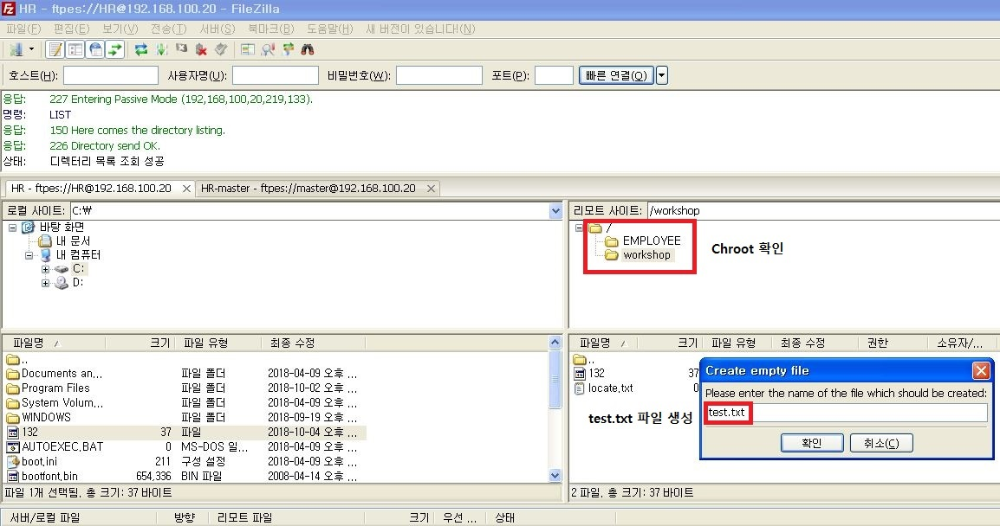 HR - ftpes://HR@192.168.100.20 - FileZilla
파일(F) 편집(E) 보기(V) 전송(T) 서버(S) 북마크(B) 도움말(H) 새 버전이 있습니다!(N)
호스트(H): 사용자명(U): 비밀번호(W): 포트(P): 빠른 연결(Q)
응답: 227 Entering Passive Mode (192,168,100,20,219,133).
명령: LIST
응답: 150 Here comes the directory listing.
응답: 226 Directory send OK.
상태: 디렉터리 목록 조회 성공
HR - ftpes://HR@192.168.100.20 HR-master - ftpes://master@192.168.100.20
로컬 사이트: C:₩
바탕 화면
내 문서
내 컴퓨터
C:
D:
리모트 사이트: /workshop
/
EMPLOYEE
workshop
Chroot 확인
파일명 크기 파일 유형 최종 수정
..
Documents an... 파일 폴더 2018-04-09 오후 ...
Program Files 파일 폴더 2018-10-02 오후 ...
System Volum... 파일 폴더 2018-04-09 오후 ...
WINDOWS 파일 폴더 2018-09-19 오후 ...
132 37 파일 2018-10-04 오후 ...
AUTOEXEC.BAT 0 MS-DOS 일... 2018-04-09 오후 ...
boot.ini 211 구성 설정 2018-04-09 오후 ...
bootfont.bin 654,336 BIN 파일 2008-04-14 오후 ...
파일 1개 선택됨. 총 크기: 37 바이트
파일명 크기 파일 유형 최종 수정 권한 소유자/...
..
132 37
locate.txt 0
test.txt 파일 생성
Create empty file
Please enter the name of the file which should be created:
test.txt
확인 취소(C)
2 파일. 총 크기: 37 바이트
서버/로컬 파일 방향 리모트 파일 크기 우선 ... 상태